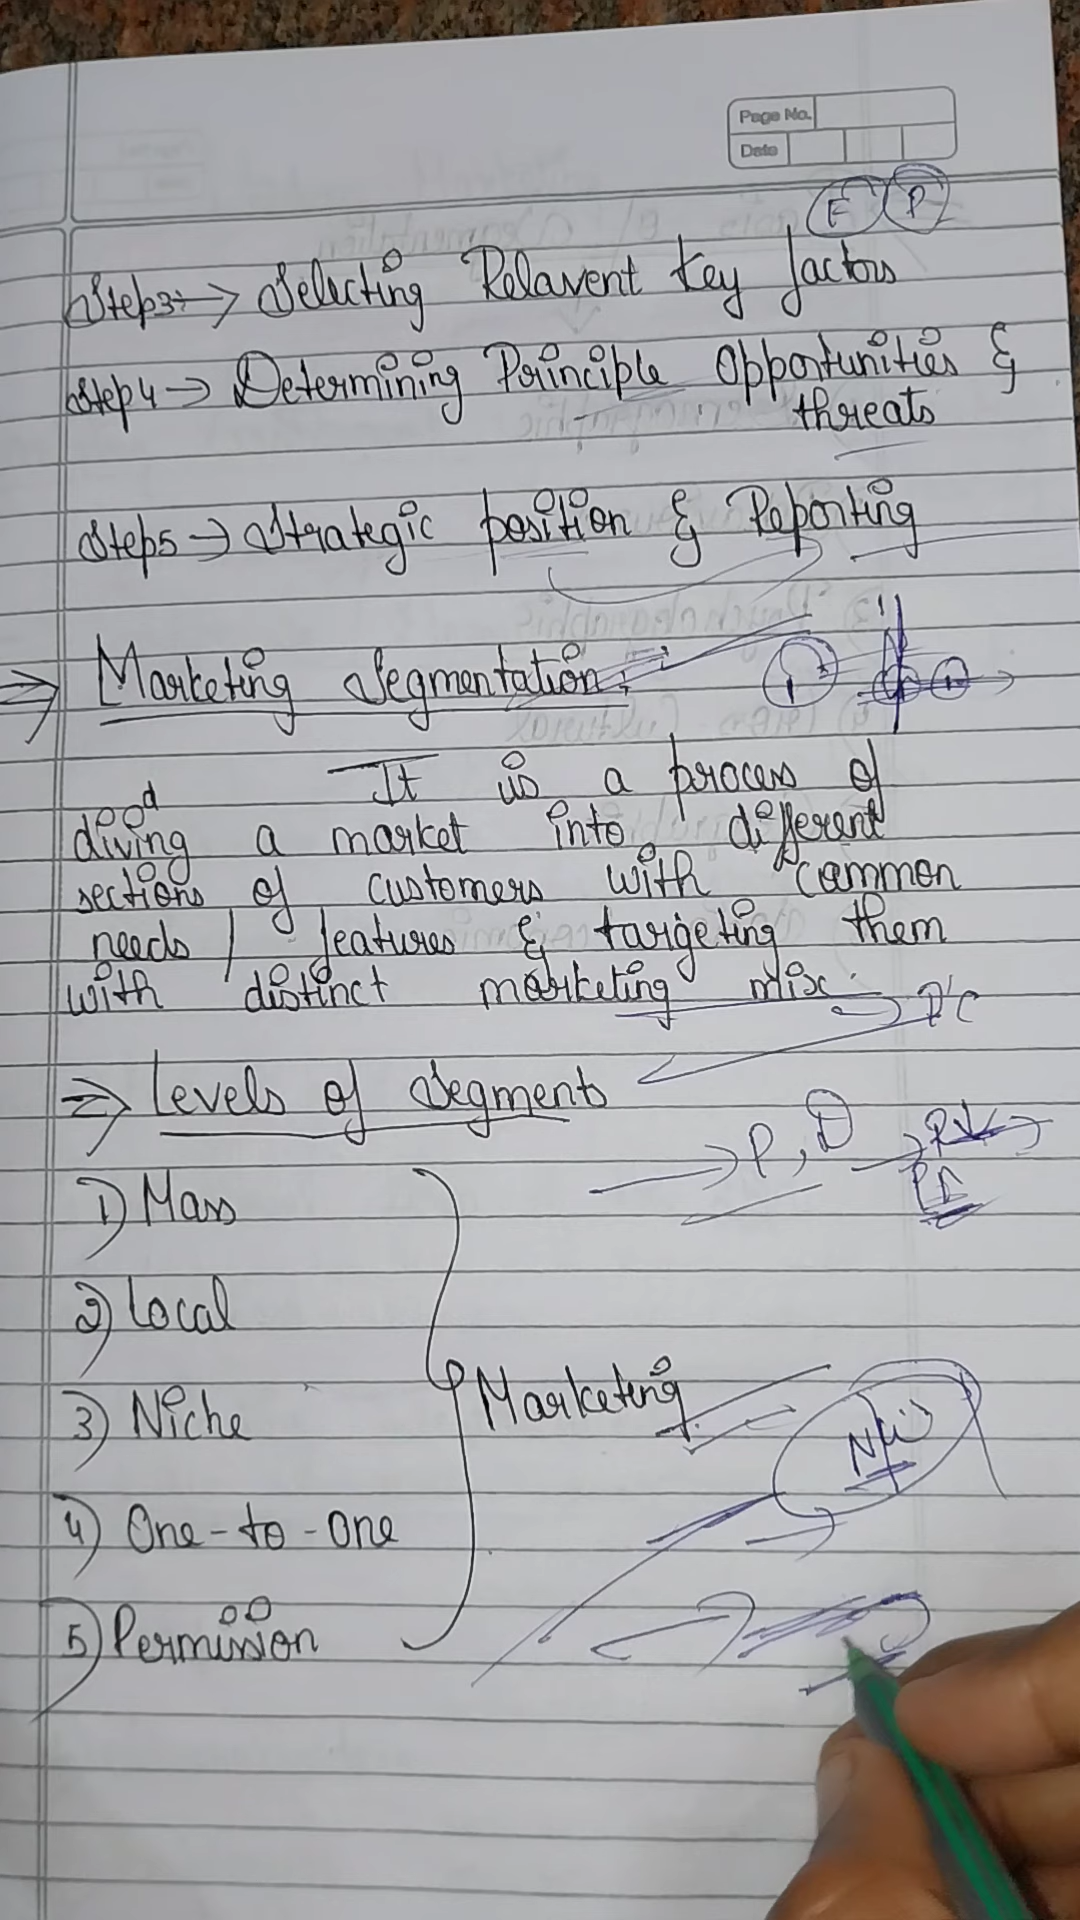 Page No.
Date
E P
Step3:→ Selecting Relavent key factors
Step4→ Determining Principle opportunities &
threats
Step5→ Strategic position & Reporting
⇒ Marketing Segmentation:
It is a process of
diving d a market into different
sections of customers with common
needs / features & targeting them
with distinct marketing mix.
⇒ Levels of Segment
P, D
1) Mass
2) Local
3) Niche
Marketing
4) One-to-one
5) Permission